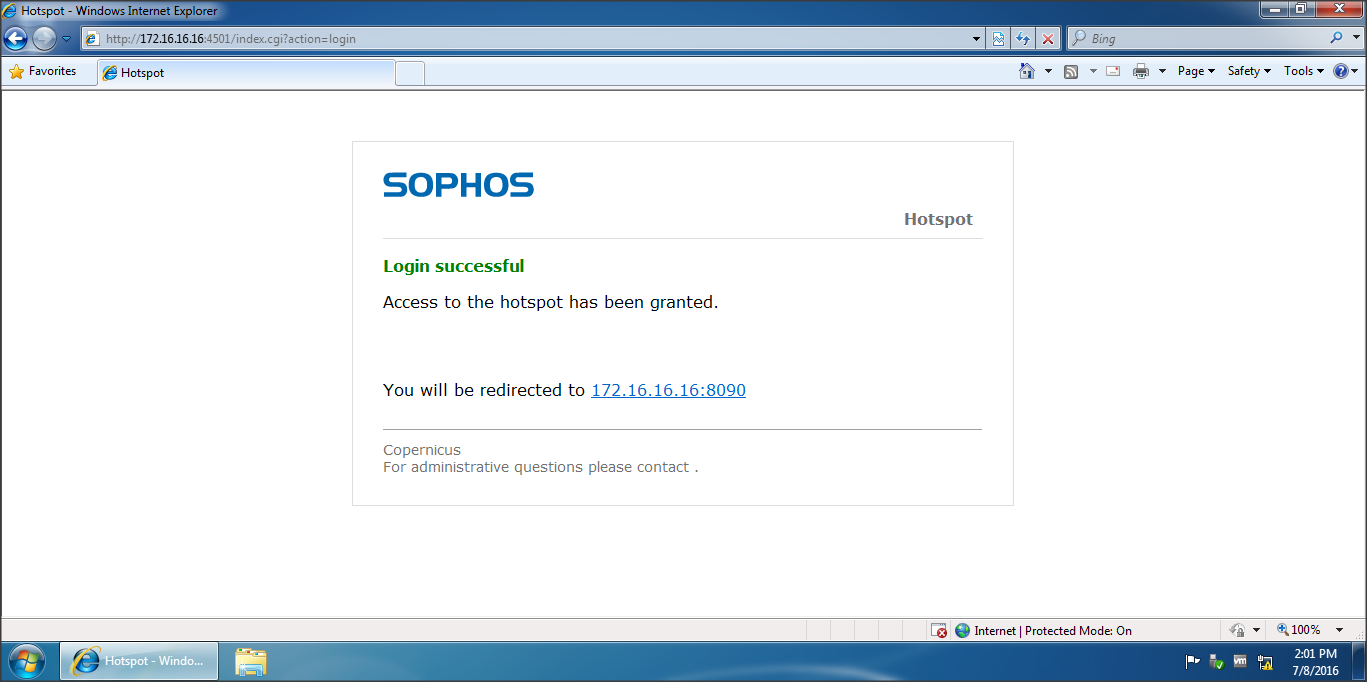 Hotspot - Windows Internet Explorer
http://172.16.16.16:4501/index.cgi?action=login
Bing
Favorites
Hotspot
Page
Safety
Tools
SOPHOS
Hotspot
Login successful
Access to the hotspot has been granted.
You will be redirected to 172.16.16.16:8090
Copernicus
For administrative questions please contact .
Internet | Protected Mode: On
100%
Hotspot - Windo...
vm
2:01 PM
7/8/2016